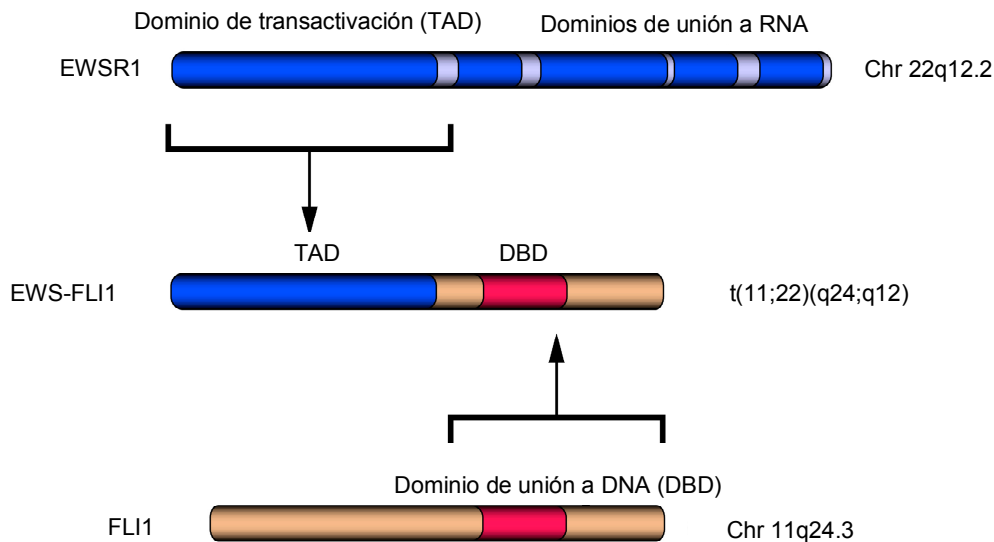 Dominio de transactivación (TAD)
Dominios de unión a RNA
EWSR1
Chr 22q12.2
TAD
DBD
EWS-FLI1
t(11;22)(q24;q12)
Dominio de unión a DNA (DBD)
FLI1
Chr 11q24.3